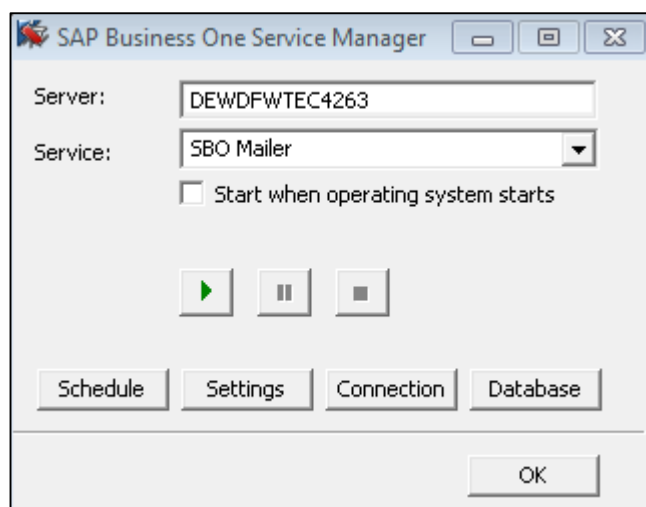 SAP Business One Service Manager
Server: DEWDFWTEC4263
Service: SBO Mailer
Start when operating system starts
Schedule Settings Connection Database
OK